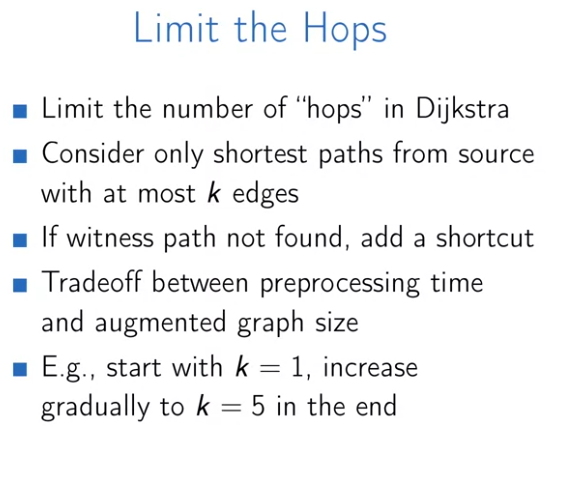 Limit the Hops
Limit the number of “hops” in Dijkstra
Consider only shortest paths from source
with at most k edges
If witness path not found, add a shortcut
Tradeoff between preprocessing time
and augmented graph size
E.g., start with k = 1, increase
gradually to k = 5 in the end